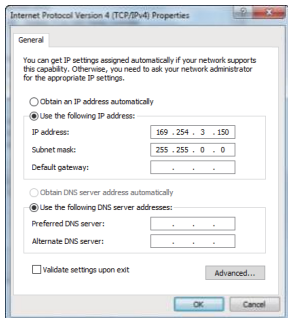 Internet Protocol Version 4 (TCP/IPv4) Properties
General
You can get IP settings assigned automatically if your network supports
this capability. Otherwise, you need to ask your network administrator
for the appropriate IP settings.
Obtain an IP address automatically
Use the following IP address:
IP address: 169 . 254 . 3 . 150
Subnet mask: 255 . 255 . 0 . 0
Default gateway: . . .
Obtain DNS server address automatically
Use the following DNS server addresses:
Preferred DNS server: . . .
Alternate DNS server: . . .
Validate settings upon exit
Advanced...
OK Cancel